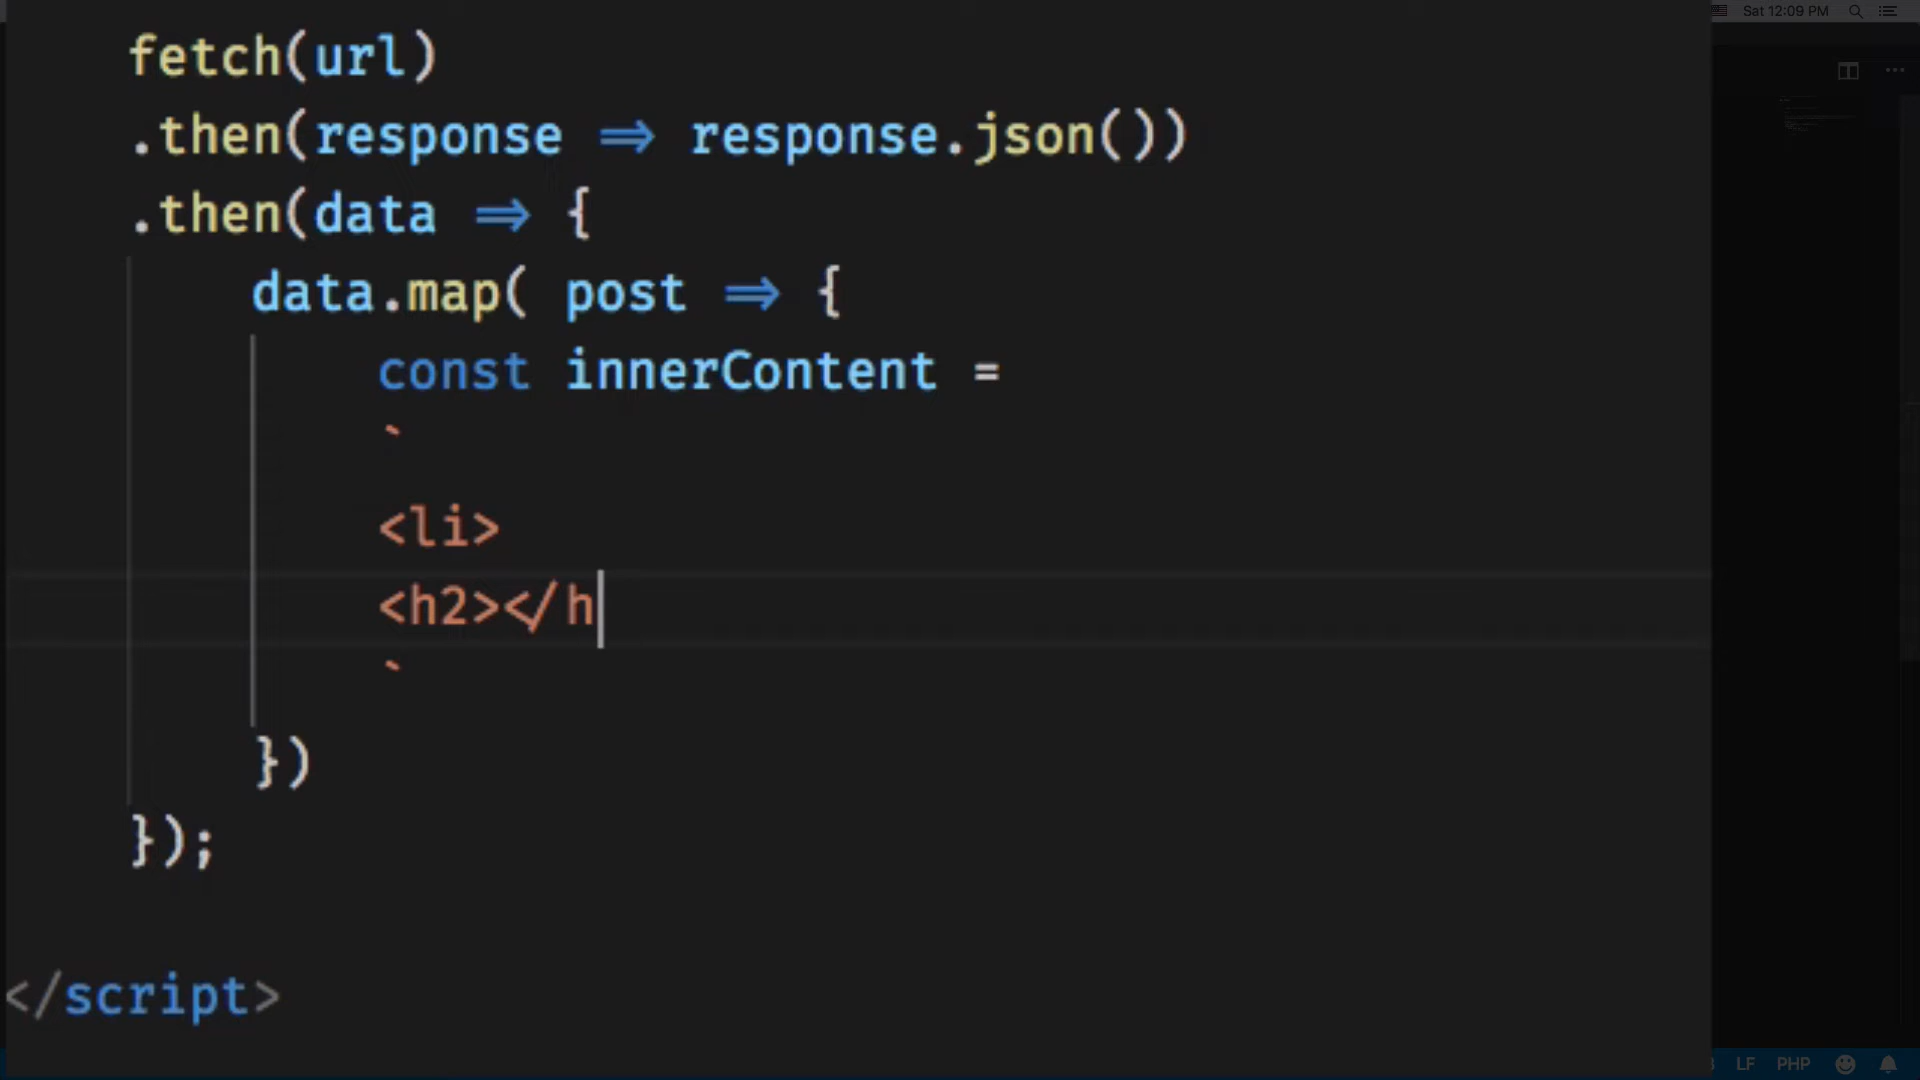 Sat 12:09 PM
fetch(url)
.then(response => response.json())
.then(data => {
data.map( post => {
const innerContent =
`
<li>
<h2></h
`
})
});
</script>
LF PHP